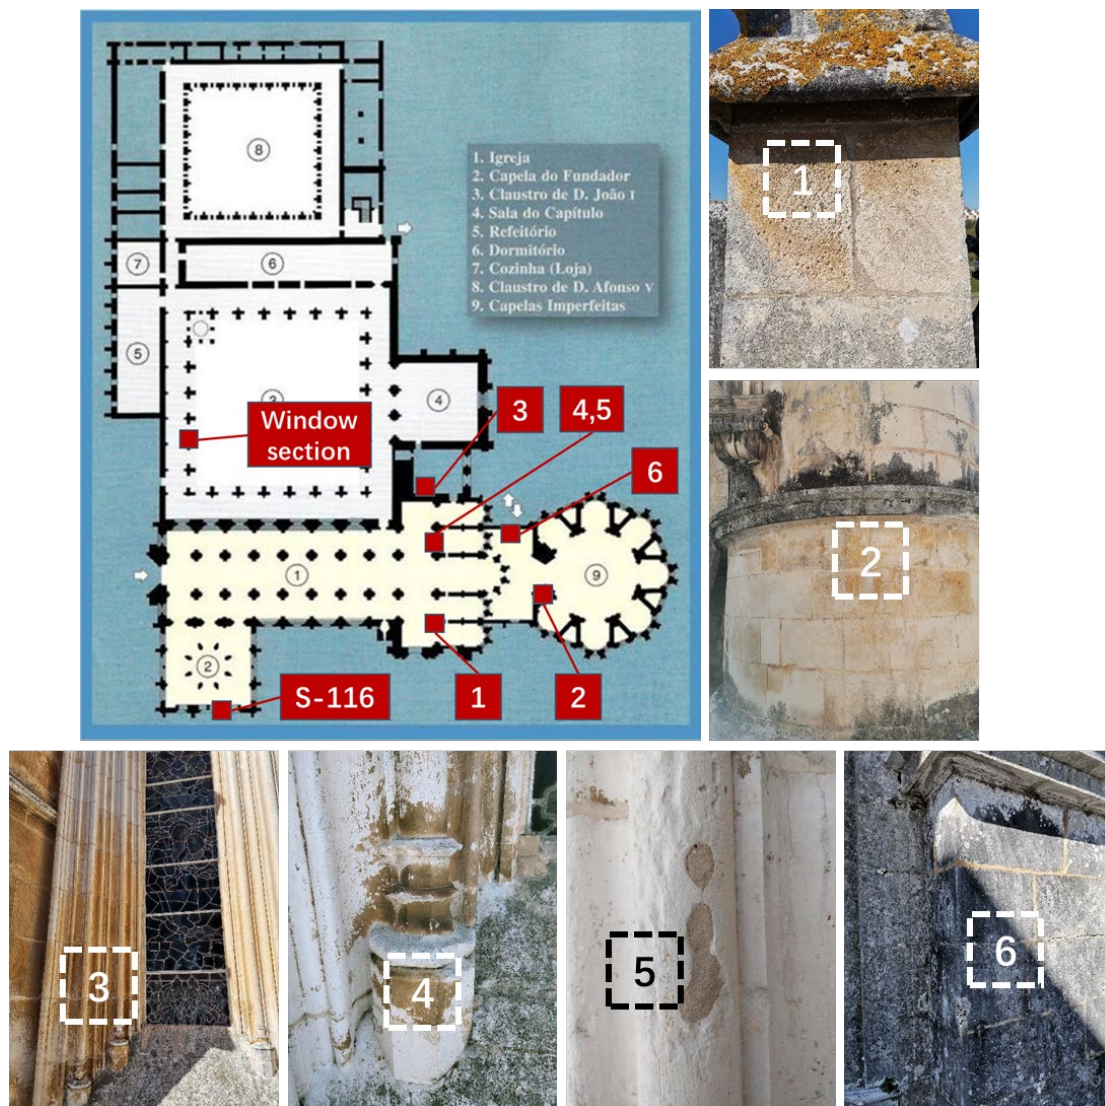 8
1. Igreja
2. Capela do Fundador
3. Claustro de D. João I
4. Sala do Capítulo
5. Refeitório
6. Dormitório
7. Cozinha (Loja)
8. Claustro de D. Afonso V
9. Capelas Imperfeitas
7
6
5
3
4
Window
section
3
4,5
6
1
9
2
S-116
1
2
1
2
3
4
5
6